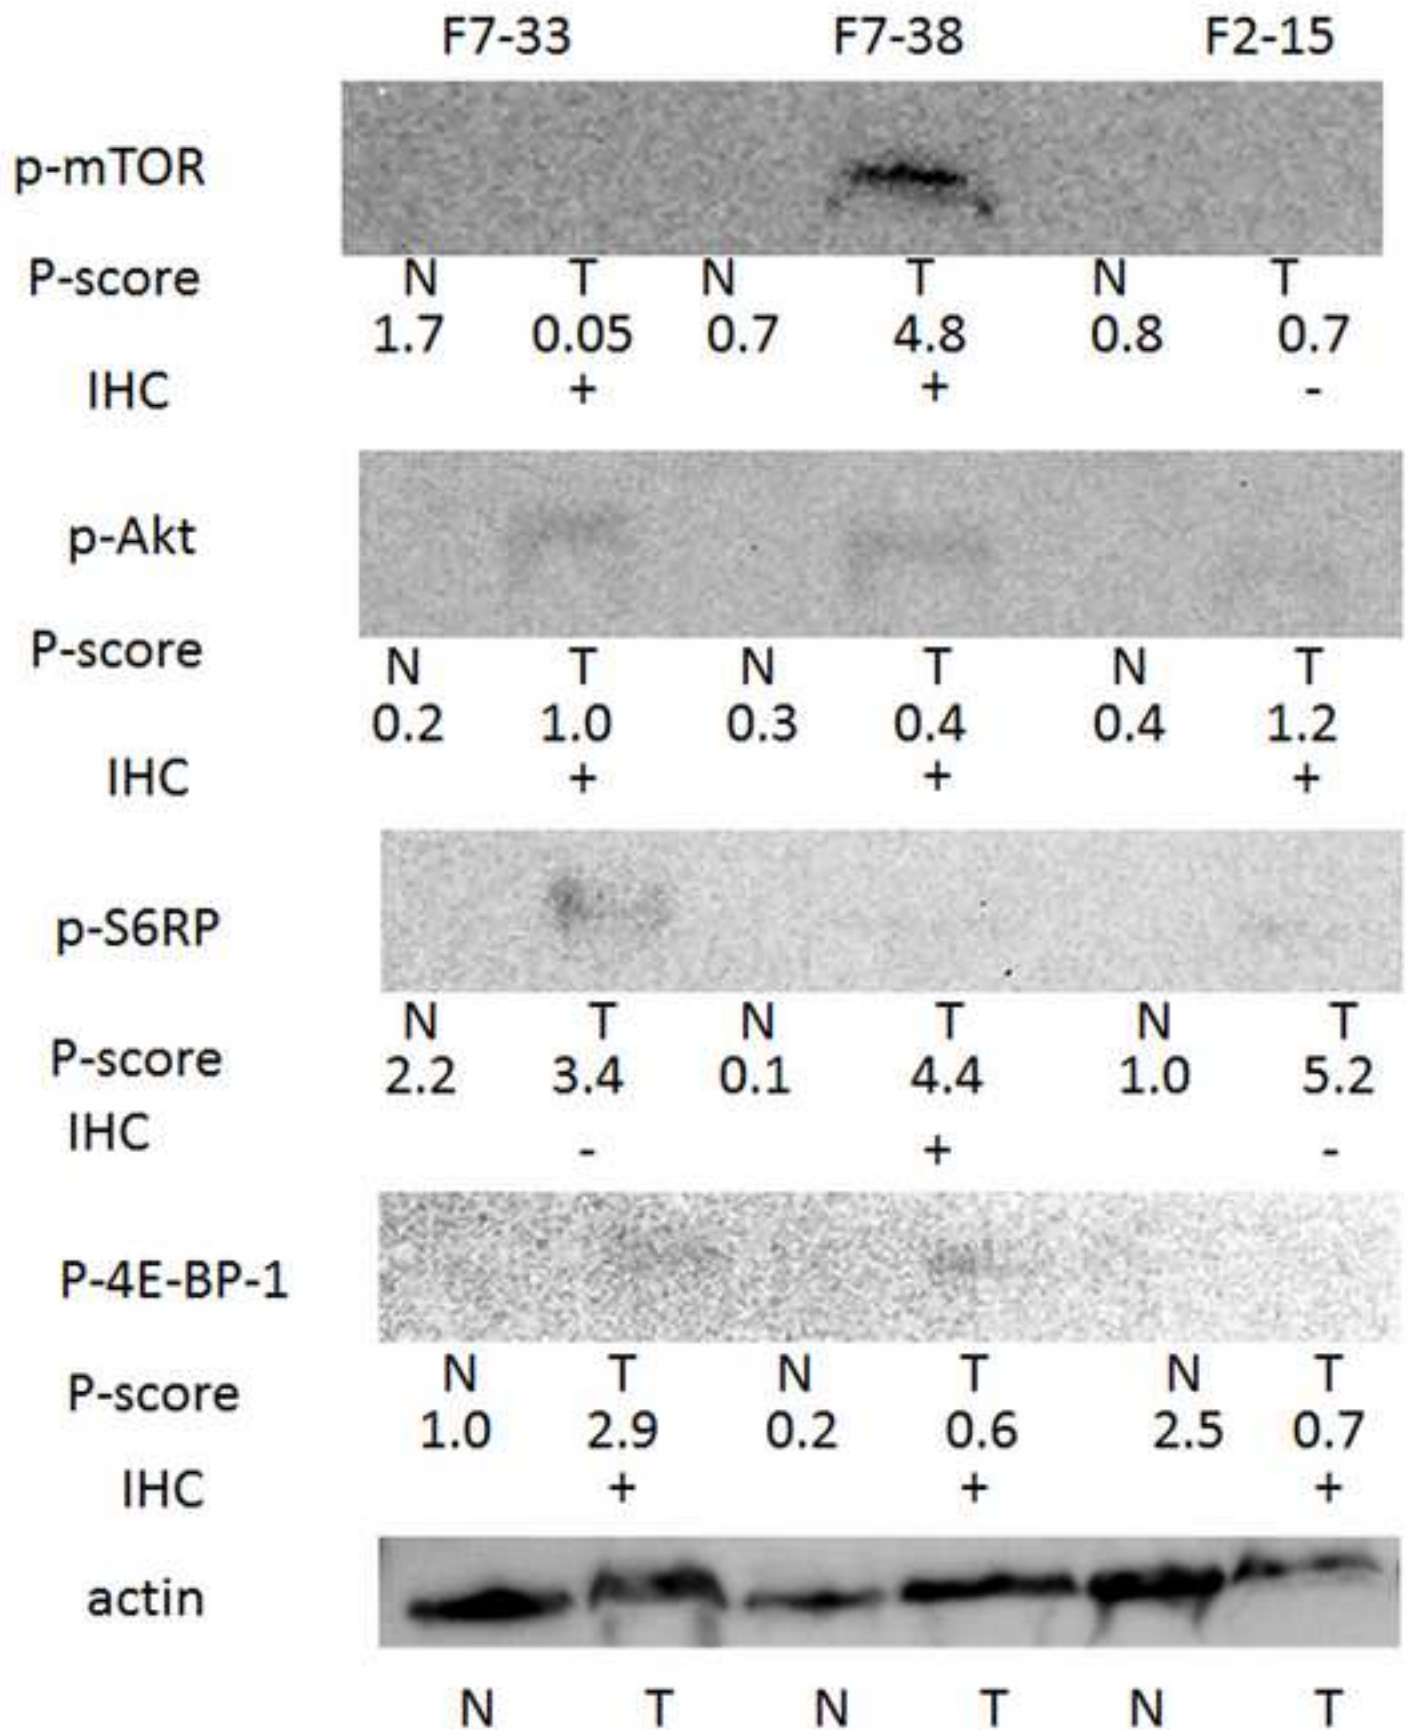 F7-33 F7-38 F2-15
p-mTOR
P-score N T N T N T
1.7 0.05 0.7 4.8 0.8 0.7
IHC + + -
p-Akt
P-score N T N T N T
0.2 1.0 0.3 0.4 0.4 1.2
IHC + + +
p-S6RP
N T N T N T
P-score 2.2 3.4 0.1 4.4 1.0 5.2
IHC - + -
P-4E-BP-1
P-score N T N T N T
1.0 2.9 0.2 0.6 2.5 0.7
IHC + + +
actin
N T N T N T